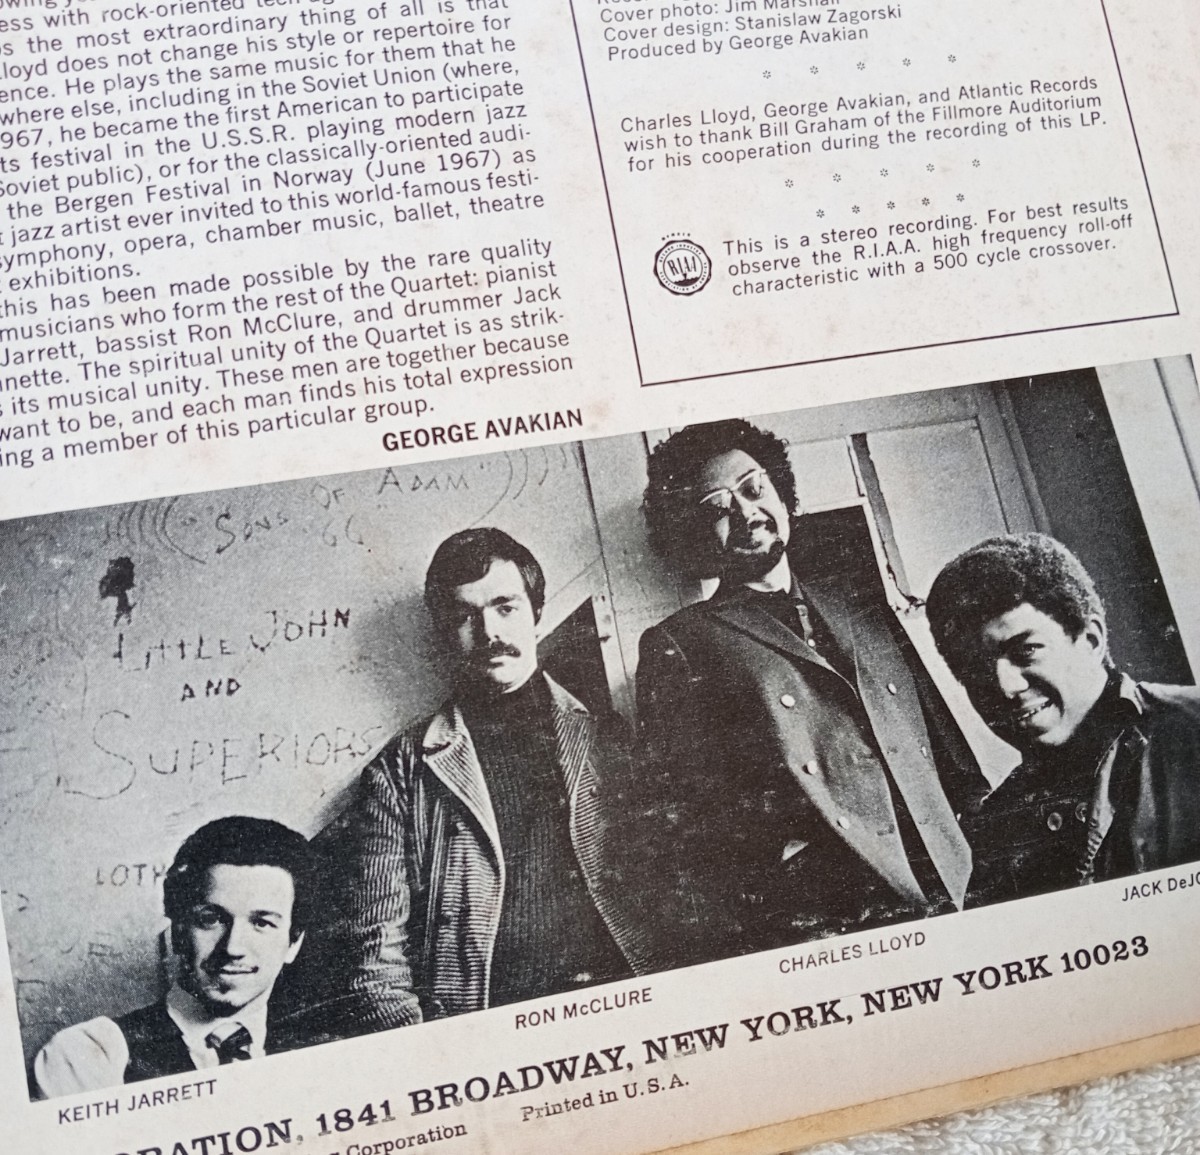 ess with rock-oriented
the most extraordinary thing of all is that
loyd does not change his style or repertoire for
ence. He plays the same music for them that he
where else, including in the Soviet Union (where,
967, he became the first American to participate
ts festival in the U.S.S.R. playing modern jazz
Soviet public), or for the classically-oriented audi-
the Bergen Festival in Norway (June 1967) as
t jazz artist ever invited to this world-famous festi-
symphony, opera, chamber music, ballet, theatre
exhibitions.
this has been made possible by the rare quality
musicians who form the rest of the Quartet: pianist
Jarrett, bassist Ron McClure, and drummer Jack
nette. The spiritual unity of the Quartet is as strik-
its musical unity. These men are together because
want to be, and each man finds his total expression
ing a member of this particular group.
GEORGE AVAKIAN
Cover photo: Jim Marshall
Cover design: Stanislaw Zagorski
Produced by George Avakian
Charles Lloyd, George Avakian, and Atlantic Records
wish to thank Bill Graham of the Fillmore Auditorium
for his cooperation during the recording of this LP.
RIAA
This is a stereo recording. For best results
observe the R.I.A.A. high frequency roll-off
characteristic with a 500 cycle crossover.
SONS OF ADAM
66
LITTLE JOHN
AND
SUPERIORS
LOTH
KEITH JARRETT
RON McCLURE
CHARLES LLOYD
JACK DeJO
ORATION, 1841 BROADWAY, NEW YORK, NEW YORK 10023
Corporation Printed in U.S.A.